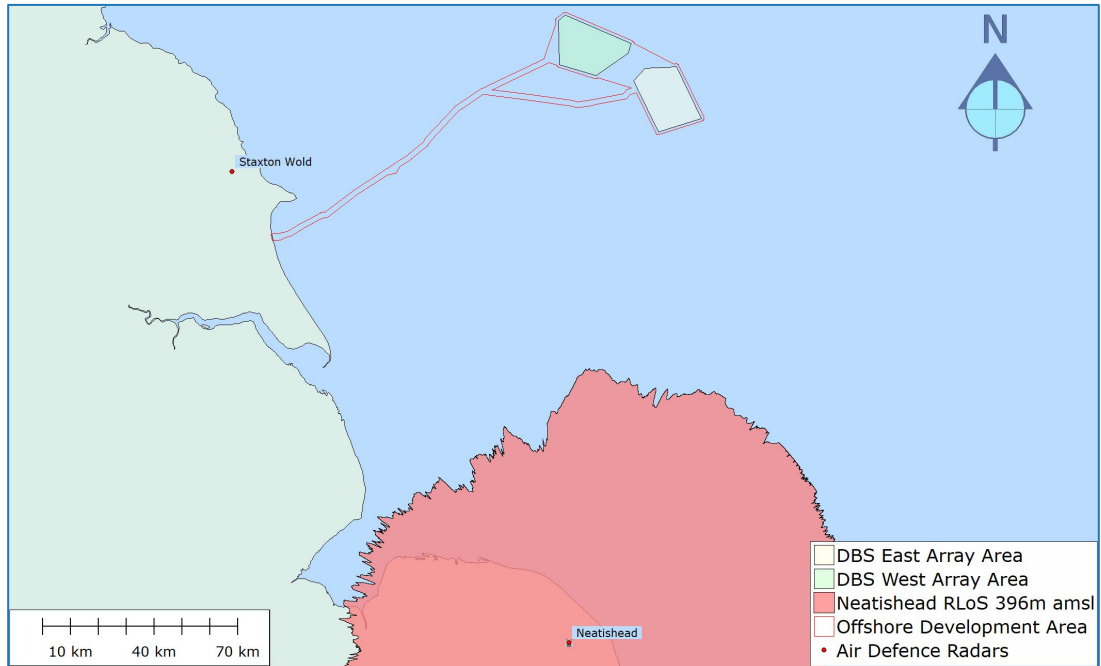 N
Staxton Wold
Neatishead
10 km 40 km 70 km
DBS East Array Area
DBS West Array Area
Neatishead RLoS 396m amsl
Offshore Development Area
Air Defence Radars